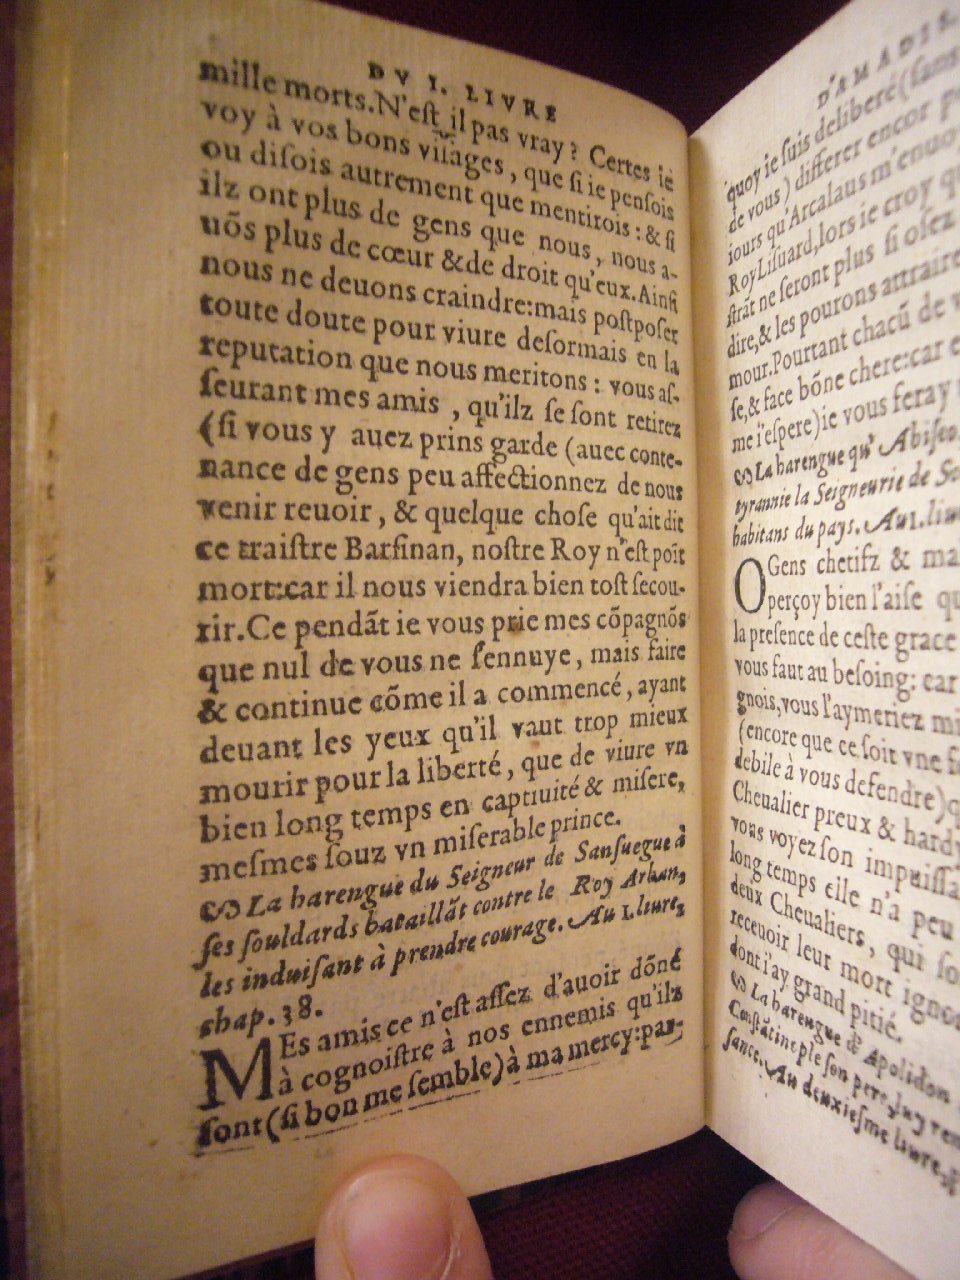 DV I. LIVRE
mille morts. N'est il pas vray? Certes ie
voy à vos bons visages, que si ie pensois
ou disois autrement que mentirois: & si
ilz ont plus de gens que nous, nous a-
uõs plus de cœur & de droit qu'eux. Ainsi
nous ne deuons craindre: mais postposer
toute doute pour viure desormais en la
reputation que nous meritons: vous as-
seurant mes amis, qu'ilz se sont retirez
(si vous y auez prins garde (auec conte-
nance de gens peu affectionnez de nous
venir reuoir, & quelque chose qu'ait dit
ce traistre Barsinan, nostre Roy n'est poĩt
mort: car il nous viendra bien tost secou-
rir. Ce pendãt ie vous prie mes cõpagnõs
que nul de vous ne s'ennuye, mais faire
& continue cõme il a commencé, ayant
deuant les yeux qu'il vaut trop mieux
mourir pour la liberté, que de viure vn
bien long temps en captiuité & misere,
mesmes souz vn miserable prince.
La harengue du Seigneur de Sansuegue à
ses souldards bataillãt contre le Roy Arban,
les induisant à prendre courage. Au 1. liure,
chap. 38.
MEs amis ce n'est assez d'auoir dõné
à cognoistre à nos ennemis qu'ilz
sont (si bon me semble) à ma mercy: par-
D'AMADIS
quoy ie suis deliberé (sans
de vous) differer encor
iours qu'Arcalaus m'enuo
Roy Lisuard, lors ie croy
strãt ne seront plus si osez
dire, & les pourons attraire
mour. Pourtant chacũ de
se, & face bõne chere: car
me i'espere) ie vous feray
La harengue qu'Abiseo
tyrannie la Seigneurie de
habitans du pays. Au 1. liu
O Gens chetifz &
perçoy bien l'aise
la presence de ceste grace
vous faut au besoing: car
gnois, vous l'aymeriez
(encore que ce soit vne
debile à vous defendre)
Cheualier preux & hardy
vous voyez son impuissa
long temps elle n'a peu
deux Cheualiers, qui
receuoir leur mort igno
dont i'ay grand pitié.
La harengue d'Apolidon
Constãtinople son pere, luy
sance. Au deuxiesme liure,